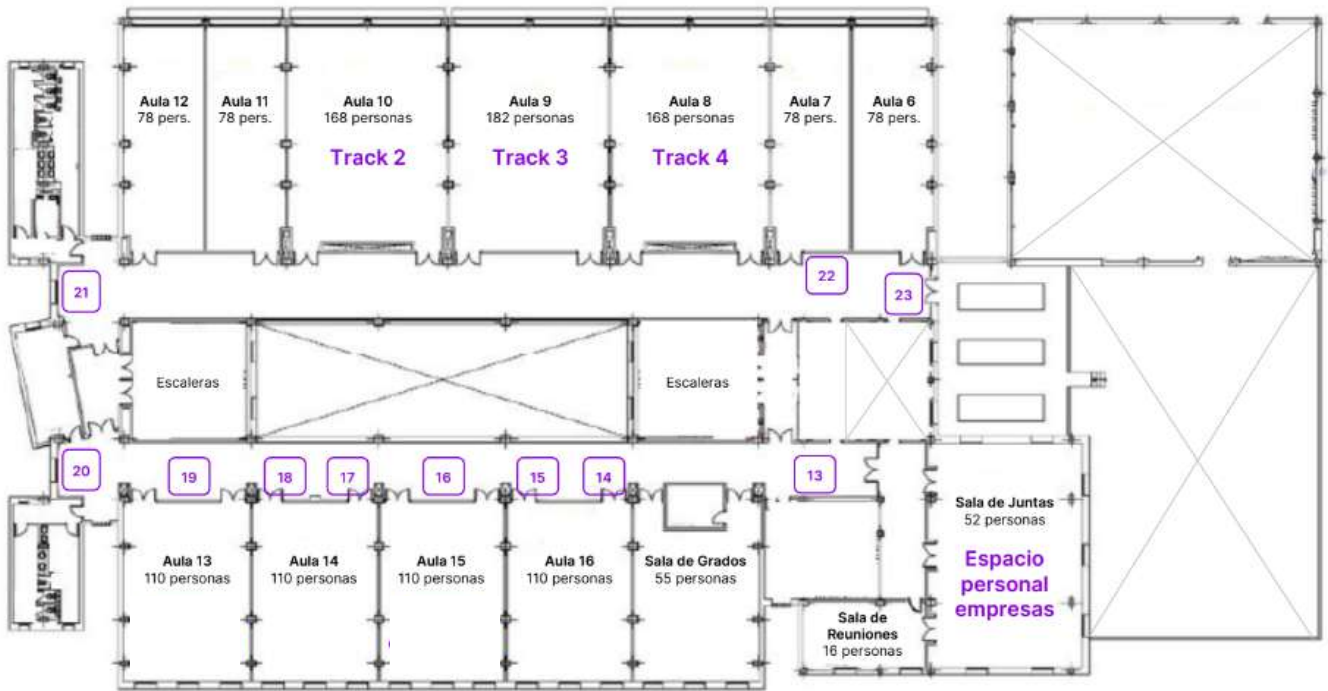 Aula 12
78 pers.
Aula 11
78 pers.
Aula 10
168 personas
Track 2
Aula 9
182 personas
Track 3
Aula 8
168 personas
Track 4
Aula 7
78 pers.
Aula 6
78 pers.
21
22
23
Escaleras
Escaleras
20
19
18
17
16
15
14
13
Aula 13
110 personas
Aula 14
110 personas
Aula 15
110 personas
Aula 16
110 personas
Sala de Grados
55 personas
Sala de
Reuniones
16 personas
Sala de Juntas
52 personas
Espacio
personal
empresas